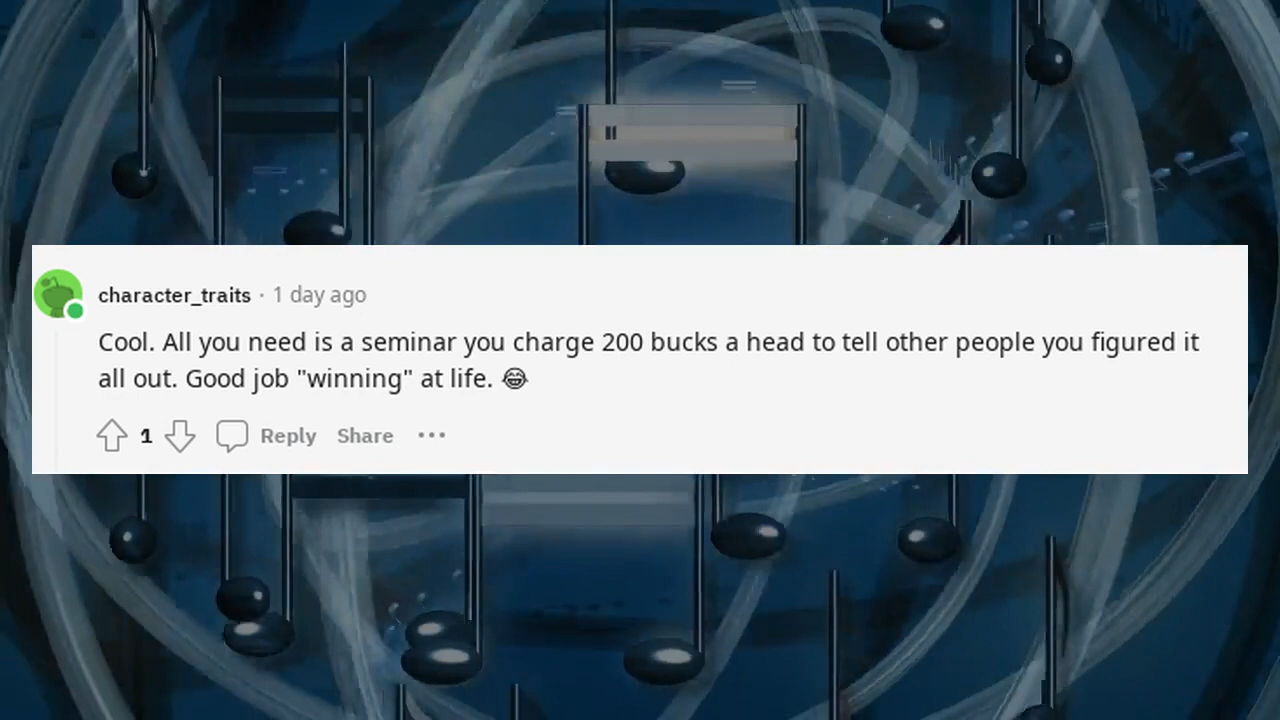 character_traits · 1 day ago
Cool. All you need is a seminar you charge 200 bucks a head to tell other people you figured it
all out. Good job "winning" at life. 😂
1 Reply Share ···